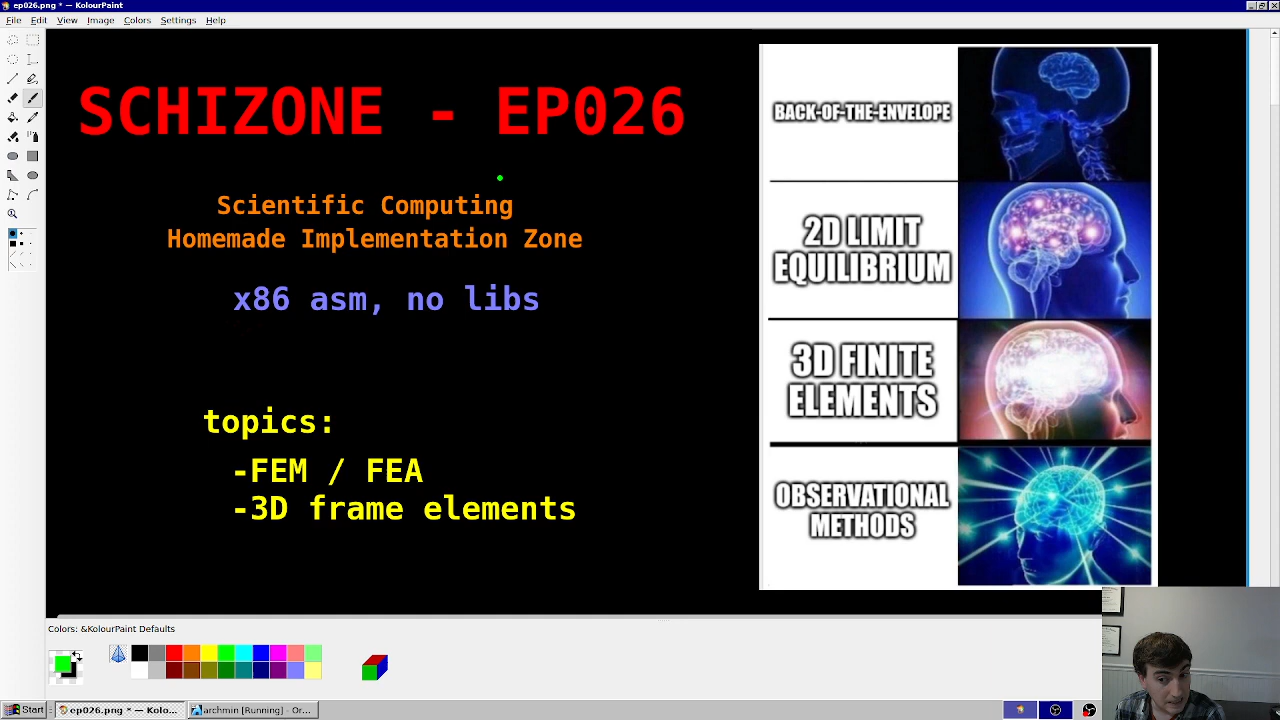 ep026.png * — KolourPaint
File Edit View Image Colors Settings Help
SCHIZONE - EP026
Scientific Computing
Homemade Implementation Zone
x86 asm, no libs
topics:
-FEM / FEA
-3D frame elements
BACK-OF-THE-ENVELOPE
2D LIMIT
EQUILIBRIUM
3D FINITE
ELEMENTS
OBSERVATIONAL
METHODS
Colors: &KolourPaint Defaults
Start
ep026.png * — Kolo...
archmin [Running] - Or...